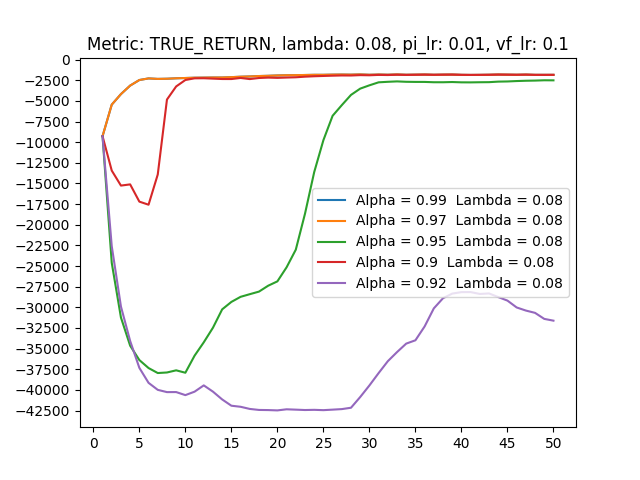 Metric: TRUE_RETURN, lambda: 0.08, pi_lr: 0.01, vf_lr: 0.1
0
−2500
−5000
−7500
−10000
−12500
−15000
−17500
−20000
−22500
−25000
−27500
−30000
−32500
−35000
−37500
−40000
−42500
Alpha = 0.99 Lambda = 0.08
Alpha = 0.97 Lambda = 0.08
Alpha = 0.95 Lambda = 0.08
Alpha = 0.9 Lambda = 0.08
Alpha = 0.92 Lambda = 0.08
0 5 10 15 20 25 30 35 40 45 50